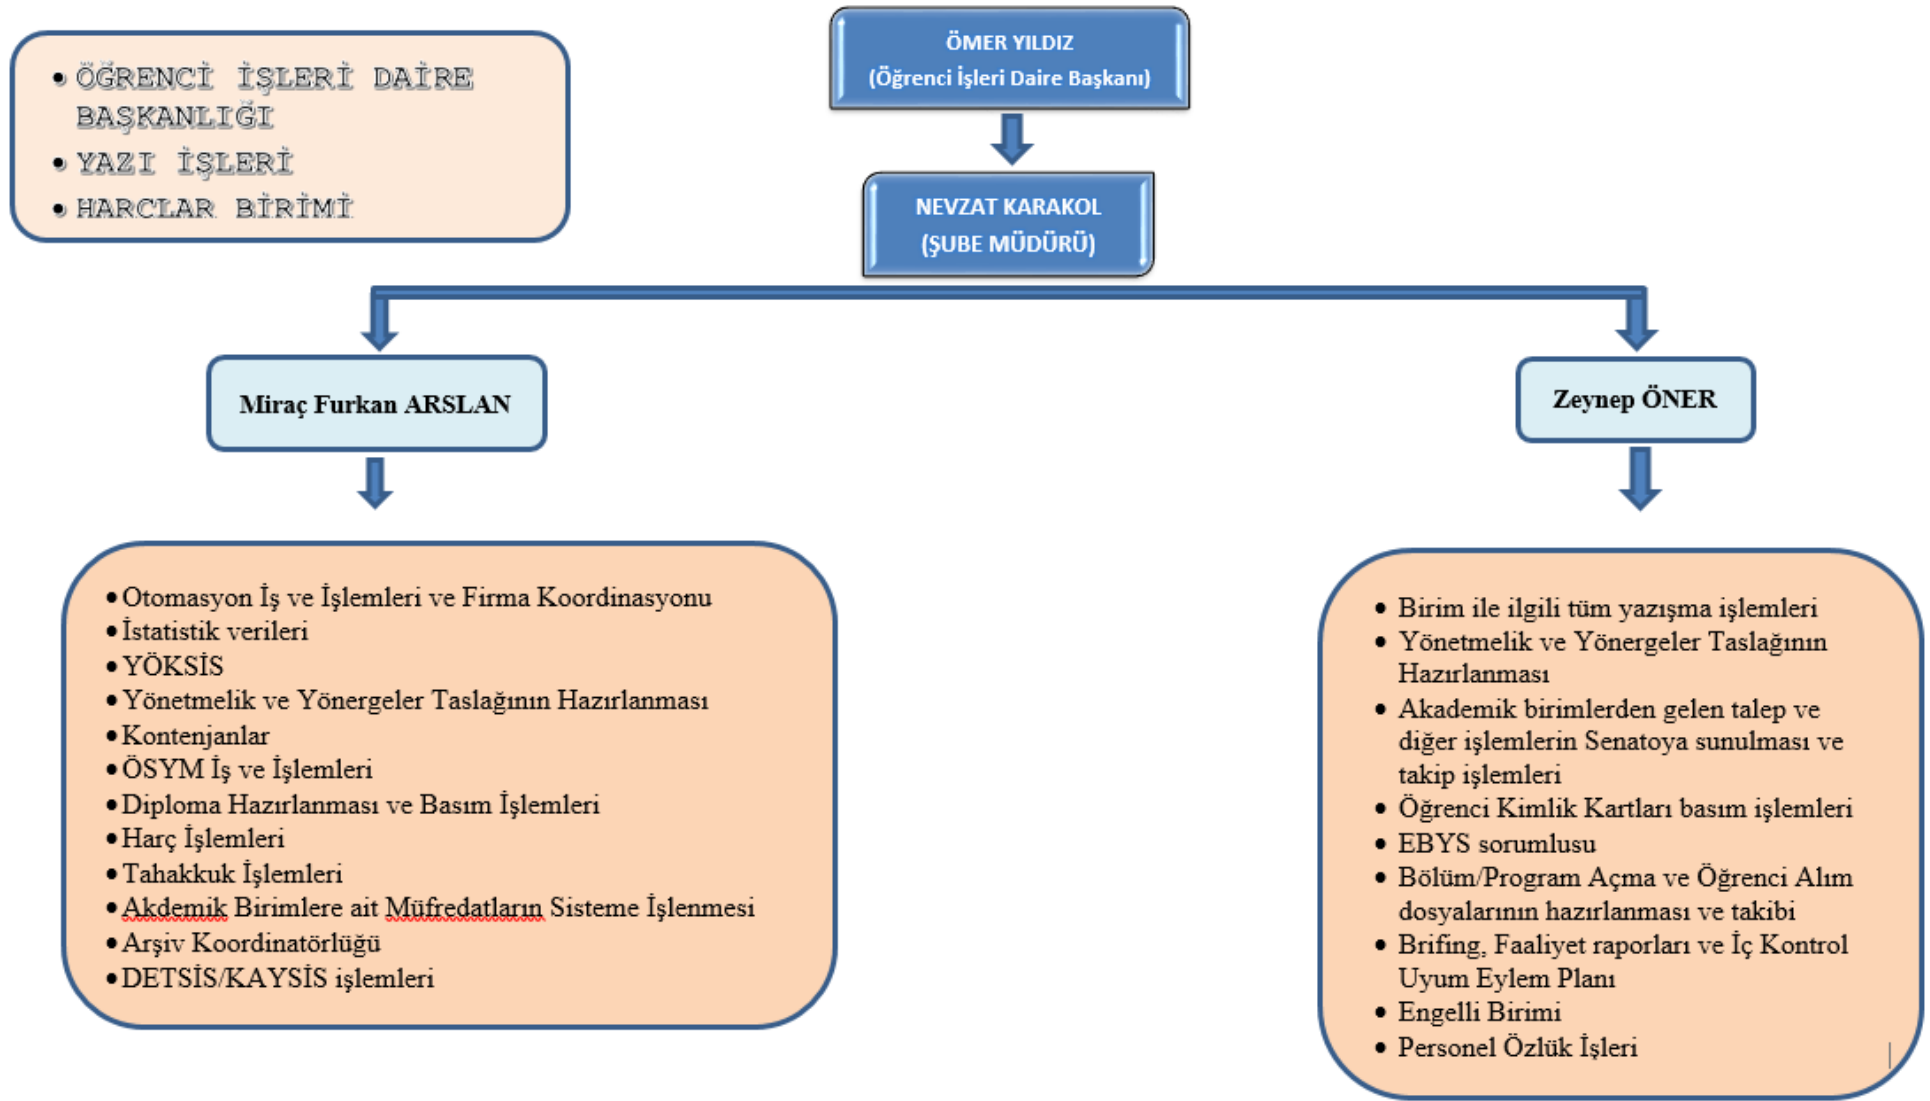 • ÖĞRENCİ İŞLERİ DAİRE
BAŞKANLIĞI
• YAZI İŞLERİ
• HARCLAR BİRİMİ
ÖMER YILDIZ
(Öğrenci İşleri Daire Başkanı)
NEVZAT KARAKOL
(ŞUBE MÜDÜRÜ)
Miraç Furkan ARSLAN
Zeynep ÖNER
• Otomasyon İş ve İşlemleri ve Firma Koordinasyonu
• İstatistik verileri
• YÖKSİS
• Yönetmelik ve Yönergeler Taslağının Hazırlanması
• Kontenjanlar
• ÖSYM İş ve İşlemleri
• Diploma Hazırlanması ve Basım İşlemleri
• Harç İşlemleri
• Tahakkuk İşlemleri
• Akdemik Birimlere ait Müfredatların Sisteme İşlenmesi
• Arşiv Koordinatörlüğü
• DETSİS/KAYSİS işlemleri
• Birim ile ilgili tüm yazışma işlemleri
• Yönetmelik ve Yönergeler Taslağının
Hazırlanması
• Akademik birimlerden gelen talep ve
diğer işlemlerin Senatoya sunulması ve
takip işlemleri
• Öğrenci Kimlik Kartları basım işlemleri
• EBYS sorumlusu
• Bölüm/Program Açma ve Öğrenci Alım
dosyalarının hazırlanması ve takibi
• Brifing, Faaliyet raporları ve İç Kontrol
Uyum Eylem Planı
• Engelli Birimi
• Personel Özlük İşleri